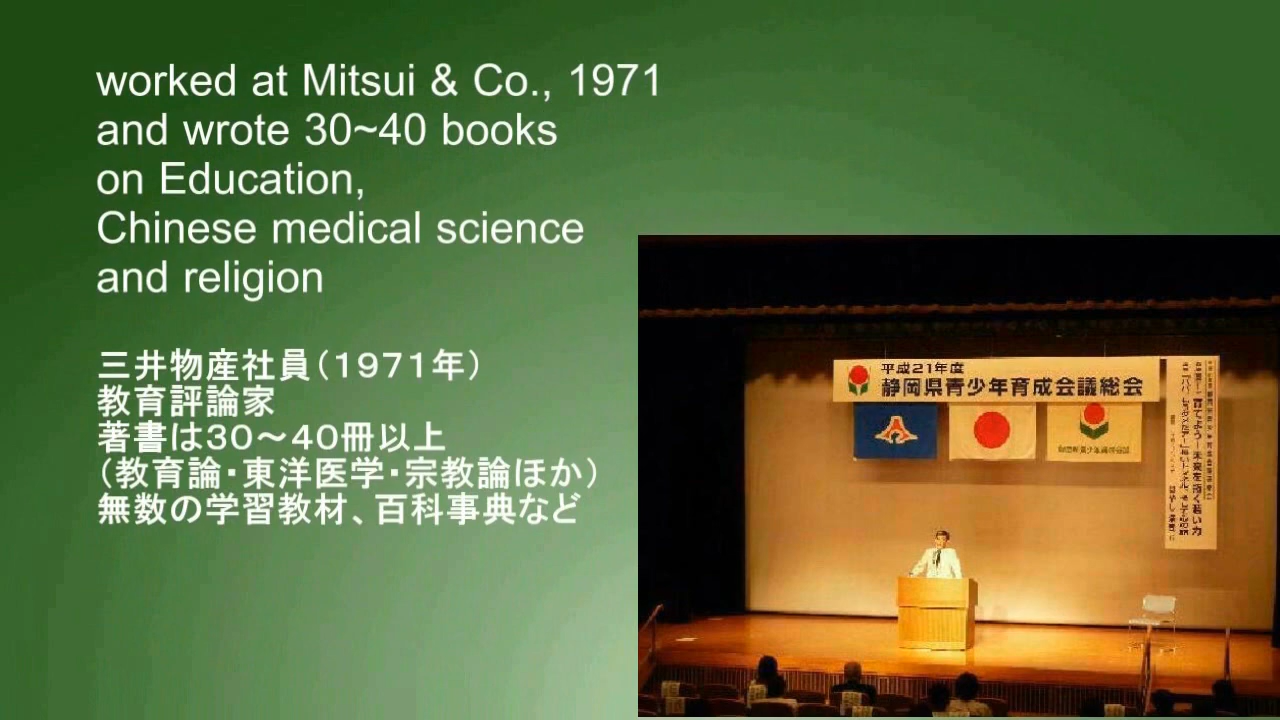 worked at Mitsui & Co., 1971
and wrote 30~40 books
on Education,
Chinese medical science
and religion
三井物産社員（１９７１年）
教育評論家
著書は３０～４０冊以上
（教育論・東洋医学・宗教論ほか）
無数の学習教材、百科事典など
平成21年度
静岡県青少年育成会議総会